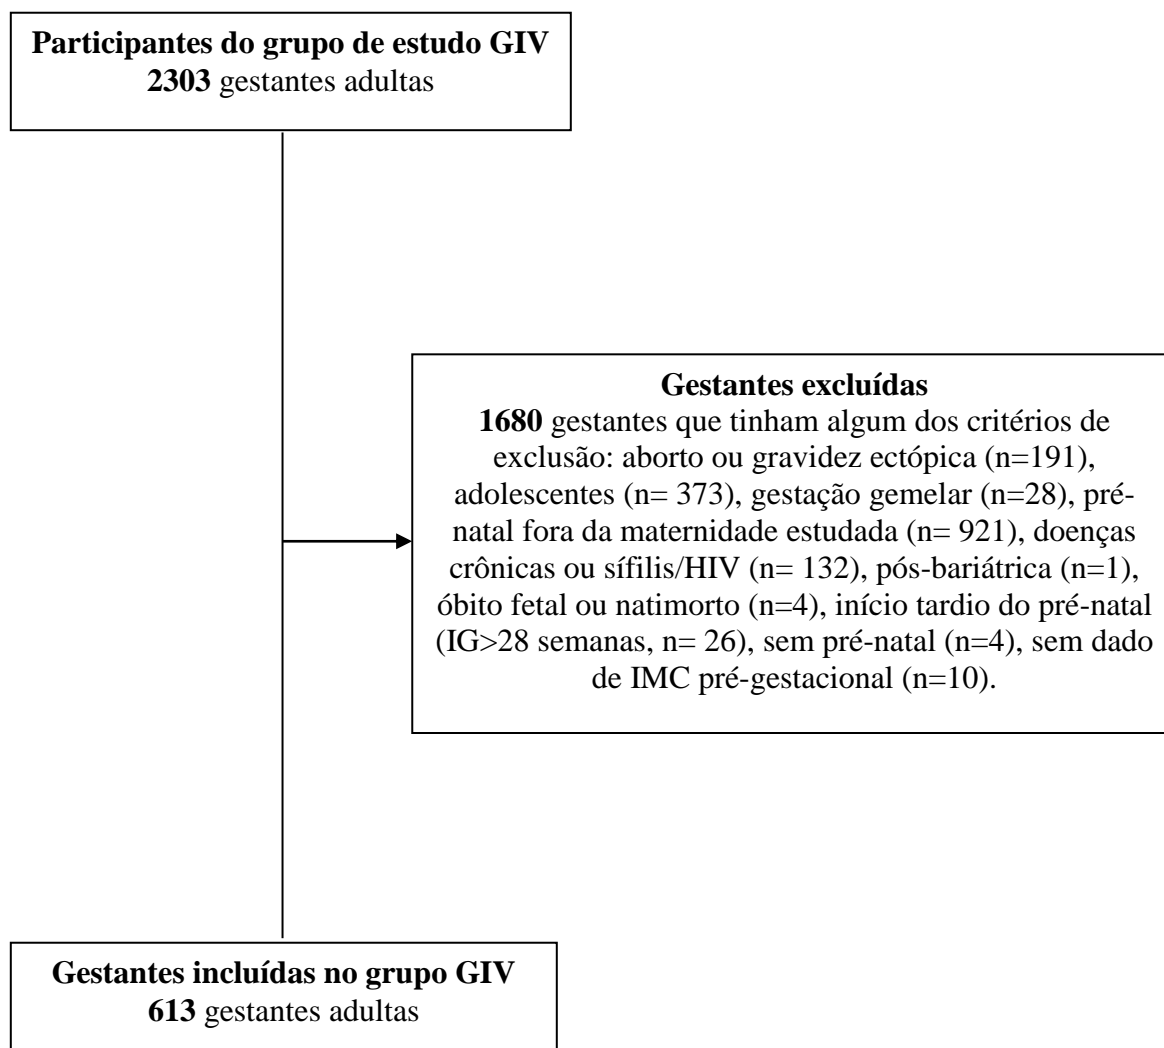 Participantes do grupo de estudo GIV
2303 gestantes adultas
Gestantes excluídas
1680 gestantes que tinham algum dos critérios de
exclusão: aborto ou gravidez ectópica (n=191),
adolescentes (n= 373), gestação gemelar (n=28), pré-
natal fora da maternidade estudada (n= 921), doenças
crônicas ou sífilis/HIV (n= 132), pós-bariátrica (n=1),
óbito fetal ou natimorto (n=4), início tardio do pré-natal
(IG>28 semanas, n= 26), sem pré-natal (n=4), sem dado
de IMC pré-gestacional (n=10).
Gestantes incluídas no grupo GIV
613 gestantes adultas